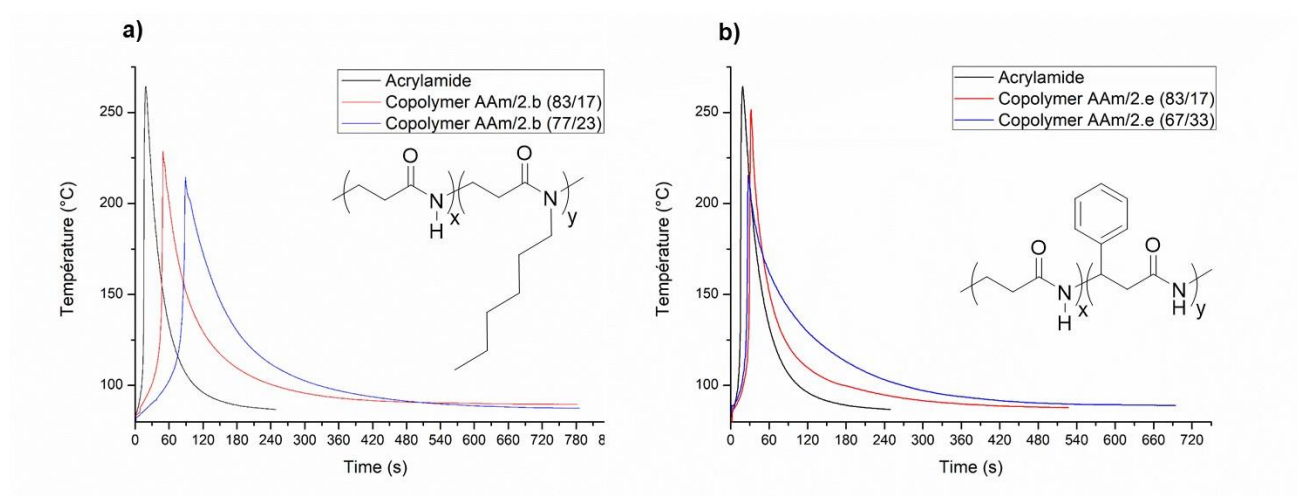 a)
Acrylamide
Copolymer AAm/2.b (83/17)
Copolymer AAm/2.b (77/23)
250
200
150
100
Température (°C)
O
O
N
H
x
N
y
0 60 120 180 240 300 360 420 480 540 600 660 720 780 8
Time (s)
b)
Acrylamide
Copolymer AAm/2.e (83/17)
Copolymer AAm/2.e (67/33)
250
200
150
100
Température (°C)
O
O
N
H
x
N
H
y
0 60 120 180 240 300 360 420 480 540 600 660 720
Time (s)